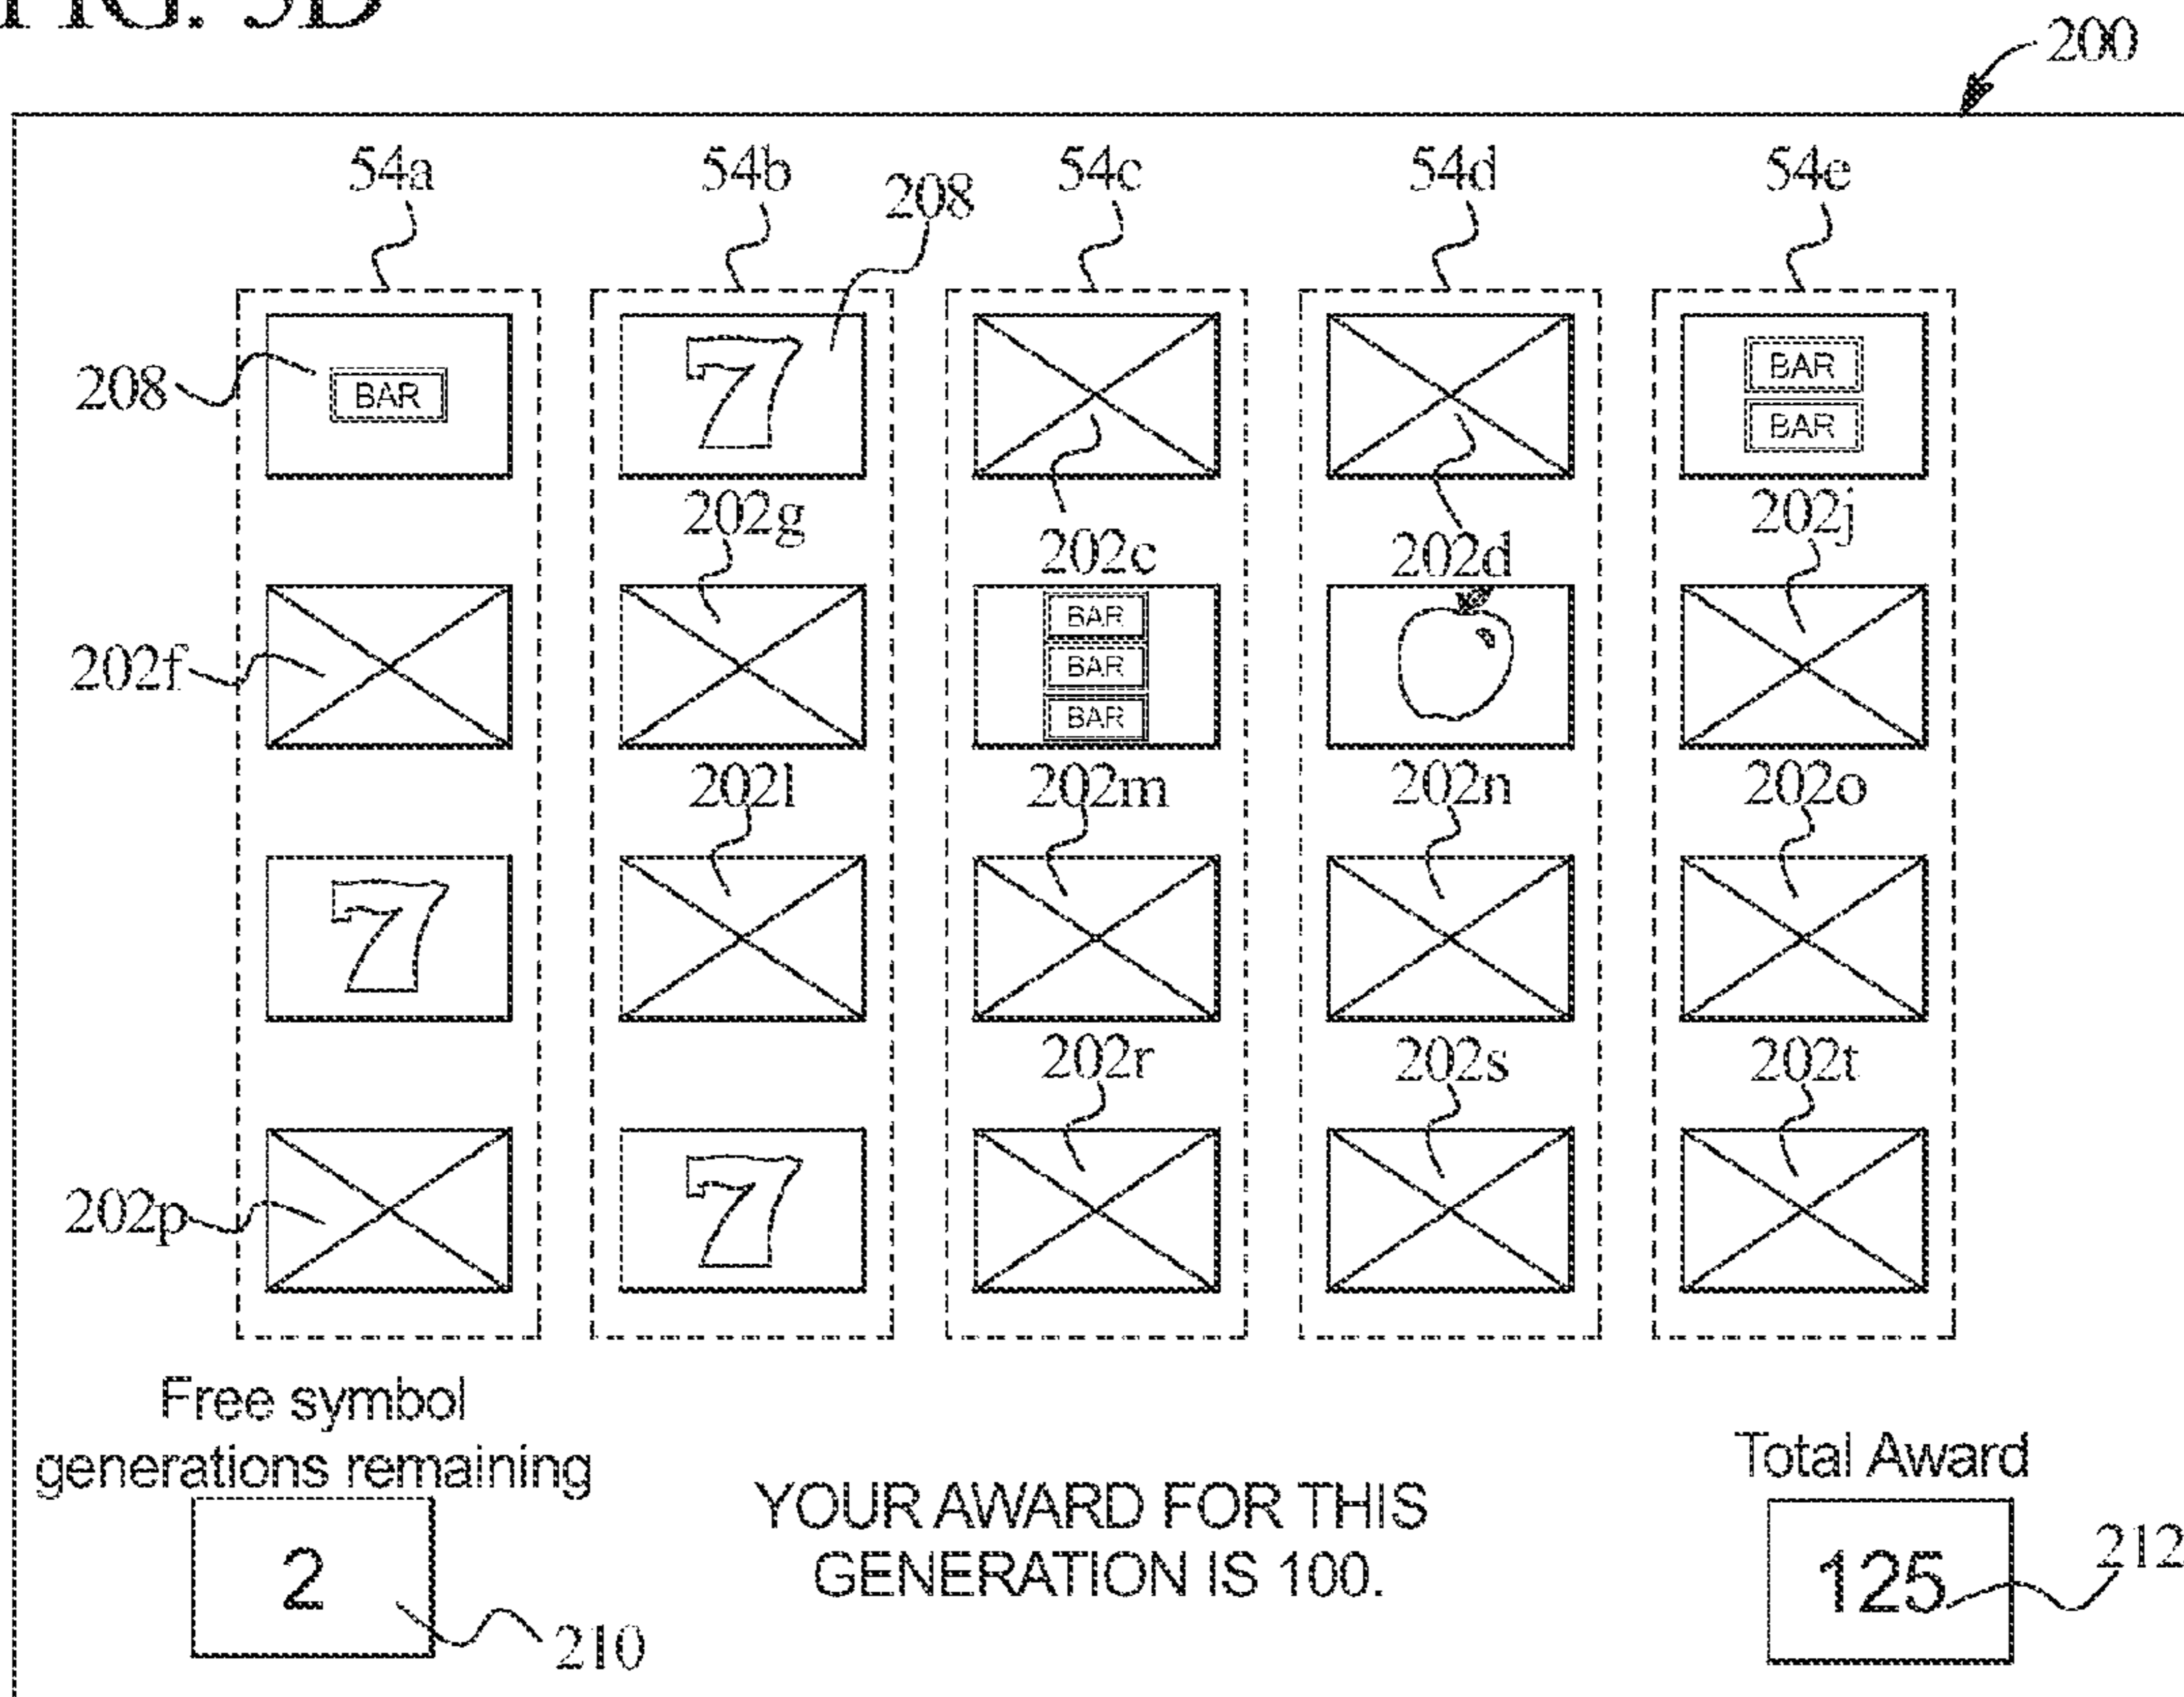 FIG. 5D
200
54a 54b 208 54c 54d 54e
208 BAR 7 BAR
BAR
202g 202c 202d 202j
202f BAR
BAR
BAR
202l 202m 202n 202o
7
202r 202s 202t
202p 7
Free symbol
generations remaining
2
210
YOUR AWARD FOR THIS
GENERATION IS 100.
Total Award
125
212